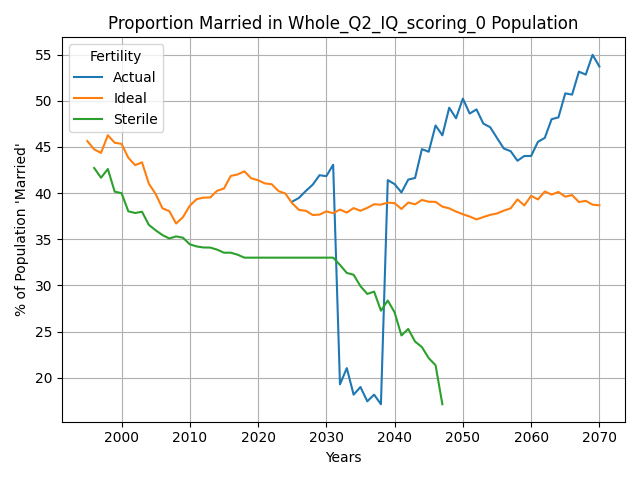 Proportion Married in Whole_Q2_IQ_scoring_0 Population
Fertility
Actual
Ideal
Sterile
% of Population 'Married'
55
50
45
40
35
30
25
20
2000 2010 2020 2030 2040 2050 2060 2070
Years